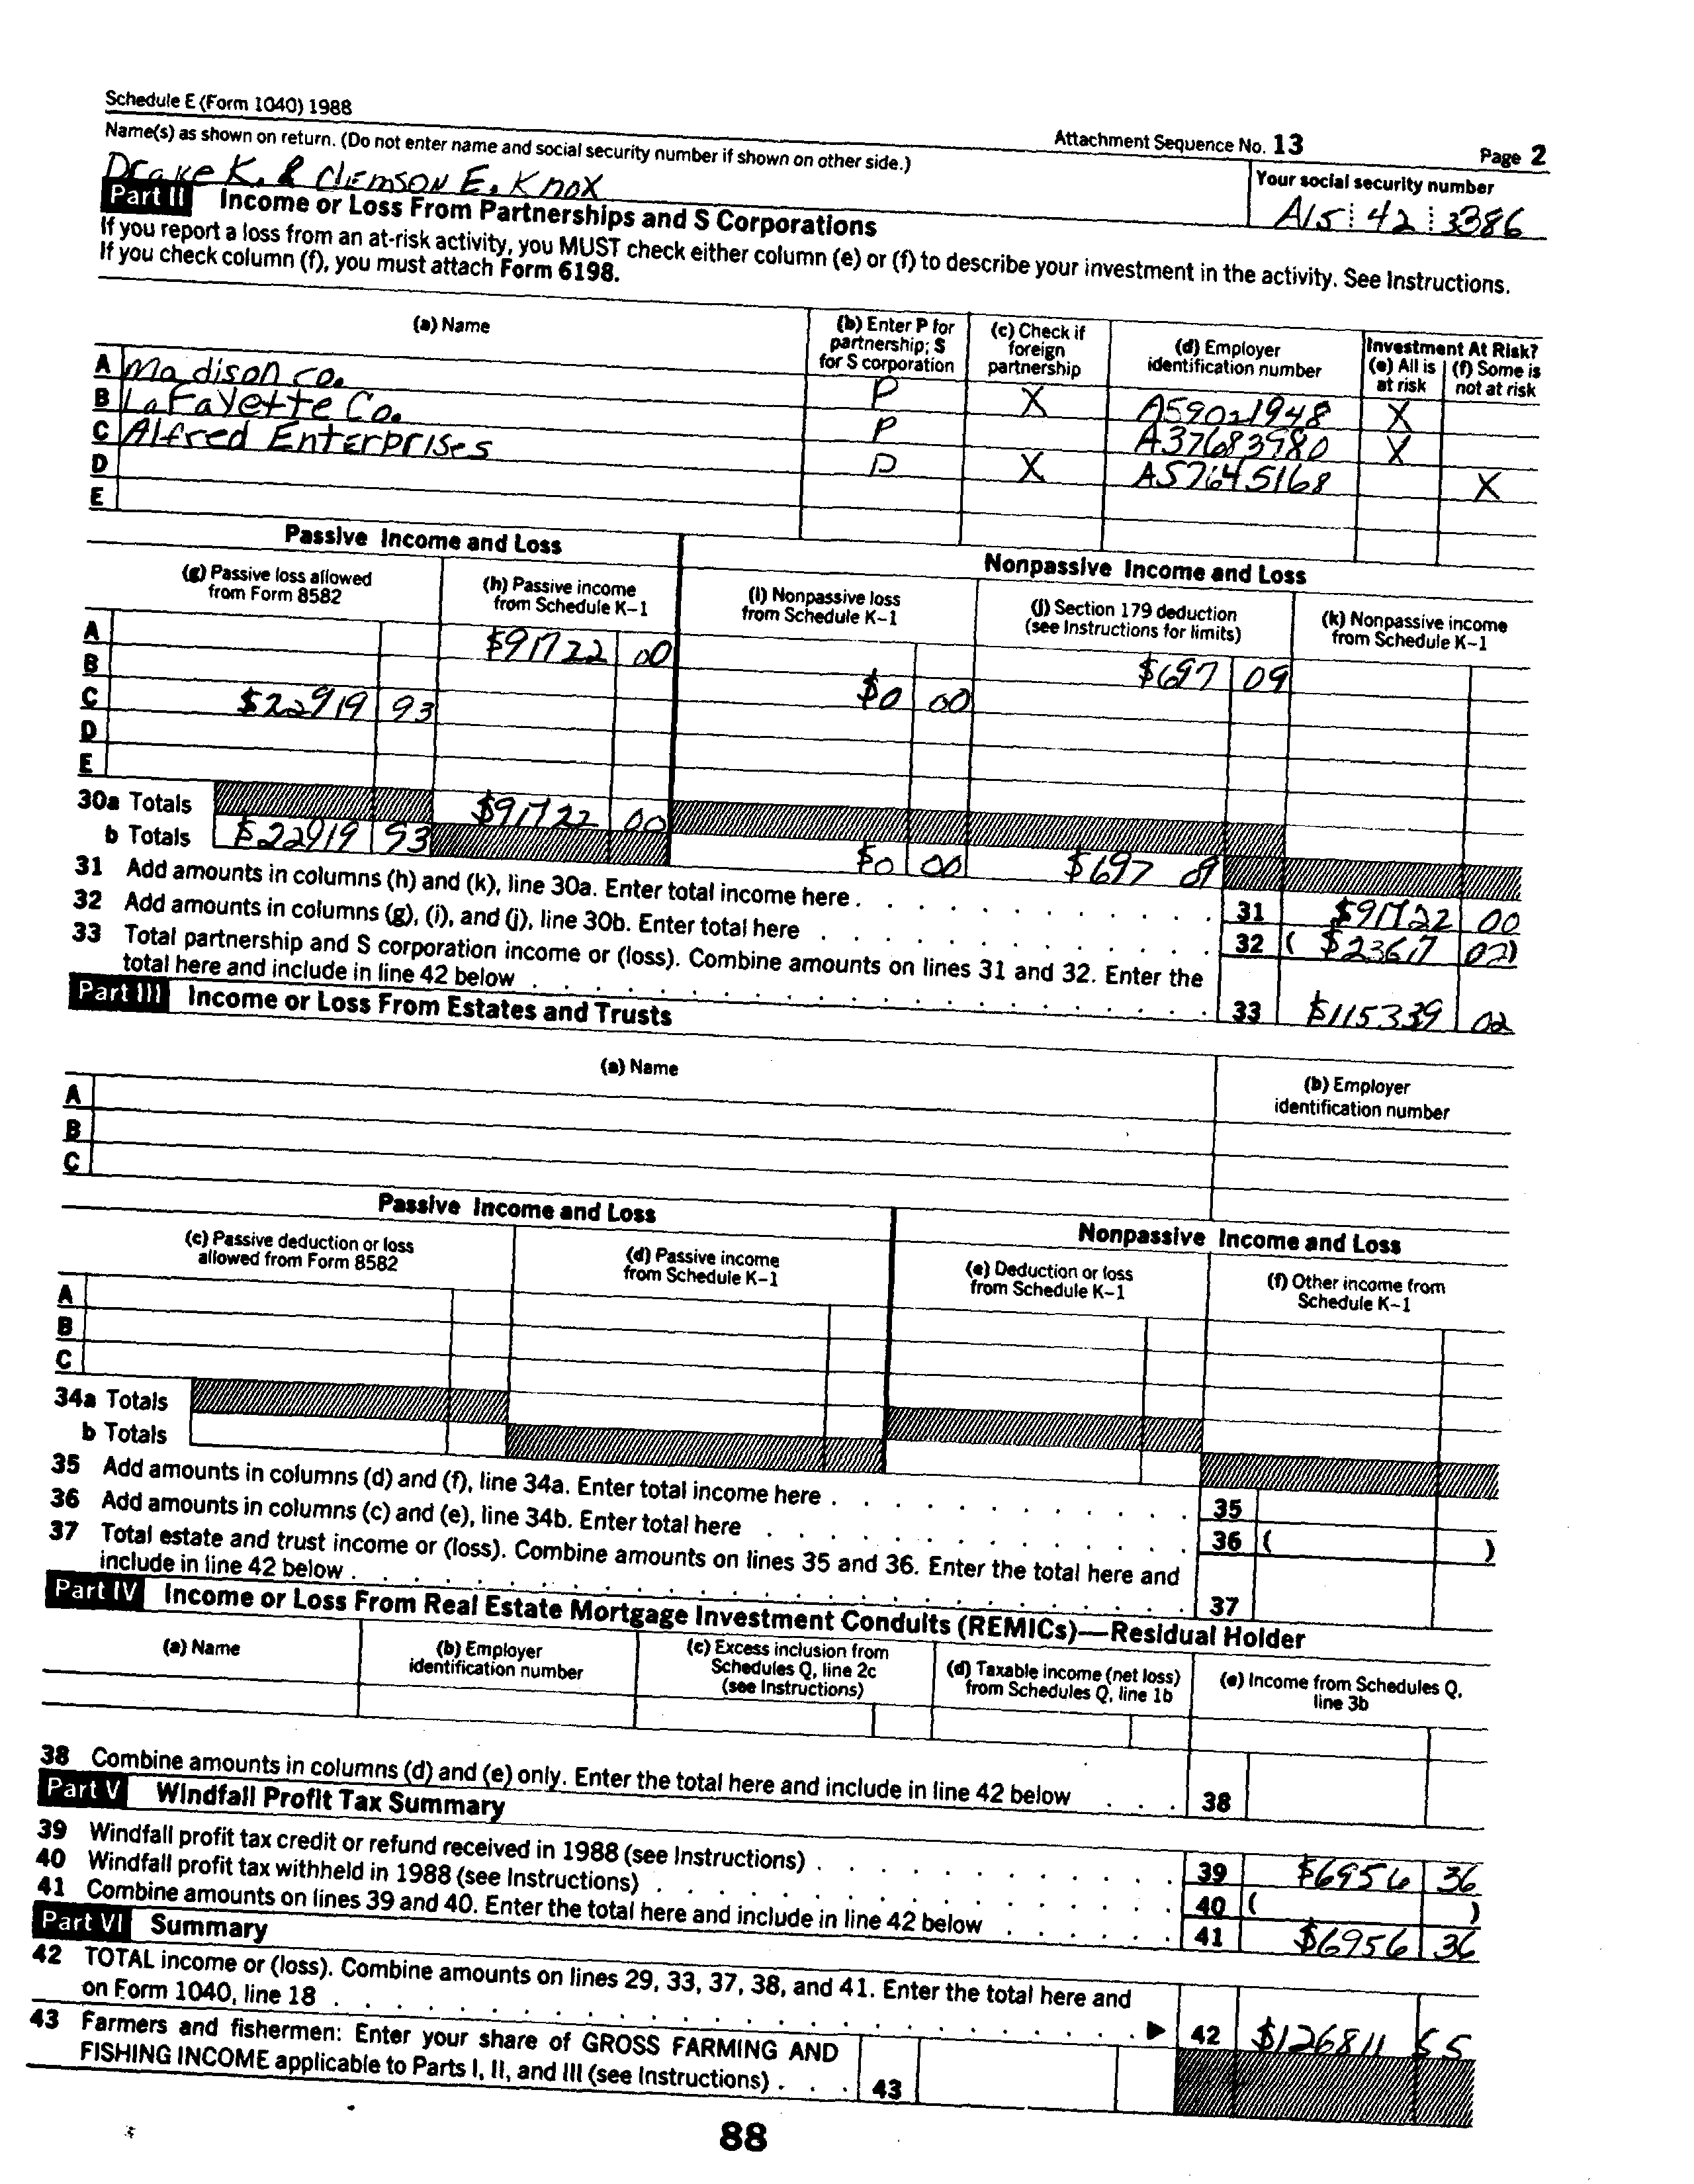 Schedule E (Form 1040) 1988
Attachment Sequence No. 13 Page 2
Name(s) as shown on return. (Do not enter name and social security number if shown on other side.)
Your social security number
Drake K. & Clemson E. Knox
A15 42 3386
Part II Income or Loss From Partnerships and S Corporations
If you report a loss from an at-risk activity, you MUST check either column (e) or (f) to describe your investment in the activity. See Instructions.
If you check column (f), you must attach Form 6198.
(a) Name
(b) Enter P for partnership; S for S corporation
(c) Check if foreign partnership
(d) Employer identification number
Investment At Risk?
(e) All is at risk
(f) Some is not at risk
A Madison co. P X A59021948 X
B LaFayette Co. P A37683980 X
C Alfred Enterprises P X A57645168 X
D
E
Passive Income and Loss
Nonpassive Income and Loss
(g) Passive loss allowed from Form 8582
(h) Passive income from Schedule K-1
(i) Nonpassive loss from Schedule K-1
(j) Section 179 deduction (see Instructions for limits)
(k) Nonpassive income from Schedule K-1
A $91722 00 $697 09
B $0 00
C $22919 93
D
E
30a Totals $91722 00
b Totals $22919 93 $0 00 $697 09
31 Add amounts in columns (h) and (k), line 30a. Enter total income here 31 $91722 00
32 Add amounts in columns (g), (i), and (j), line 30b. Enter total here 32 ( $23617 02)
33 Total partnership and S corporation income or (loss). Combine amounts on lines 31 and 32. Enter the
total here and include in line 42 below 33 $115339 02
Part III Income or Loss From Estates and Trusts
(a) Name
(b) Employer identification number
A
B
C
Passive Income and Loss
Nonpassive Income and Loss
(c) Passive deduction or loss allowed from Form 8582
(d) Passive income from Schedule K-1
(e) Deduction or loss from Schedule K-1
(f) Other income from Schedule K-1
A
B
C
34a Totals
b Totals
35 Add amounts in columns (d) and (f), line 34a. Enter total income here 35
36 Add amounts in columns (c) and (e), line 34b. Enter total here 36 ( )
37 Total estate and trust income or (loss). Combine amounts on lines 35 and 36. Enter the total here and
include in line 42 below 37
Part IV Income or Loss From Real Estate Mortgage Investment Conduits (REMICs)—Residual Holder
(a) Name
(b) Employer identification number
(c) Excess inclusion from Schedules Q, line 2c (see Instructions)
(d) Taxable income (net loss) from Schedules Q, line 1b
(e) Income from Schedules Q, line 3b
38 Combine amounts in columns (d) and (e) only. Enter the total here and include in line 42 below 38
Part V Windfall Profit Tax Summary
39 Windfall profit tax credit or refund received in 1988 (see Instructions) 39 $6956 36
40 Windfall profit tax withheld in 1988 (see Instructions) 40 ( )
41 Combine amounts on lines 39 and 40. Enter the total here and include in line 42 below 41 $6956 36
Part VI Summary
42 TOTAL income or (loss). Combine amounts on lines 29, 33, 37, 38, and 41. Enter the total here and
on Form 1040, line 18 42 $126811 55
43 Farmers and fishermen: Enter your share of GROSS FARMING AND
FISHING INCOME applicable to Parts I, II, and III (see Instructions) 43
88